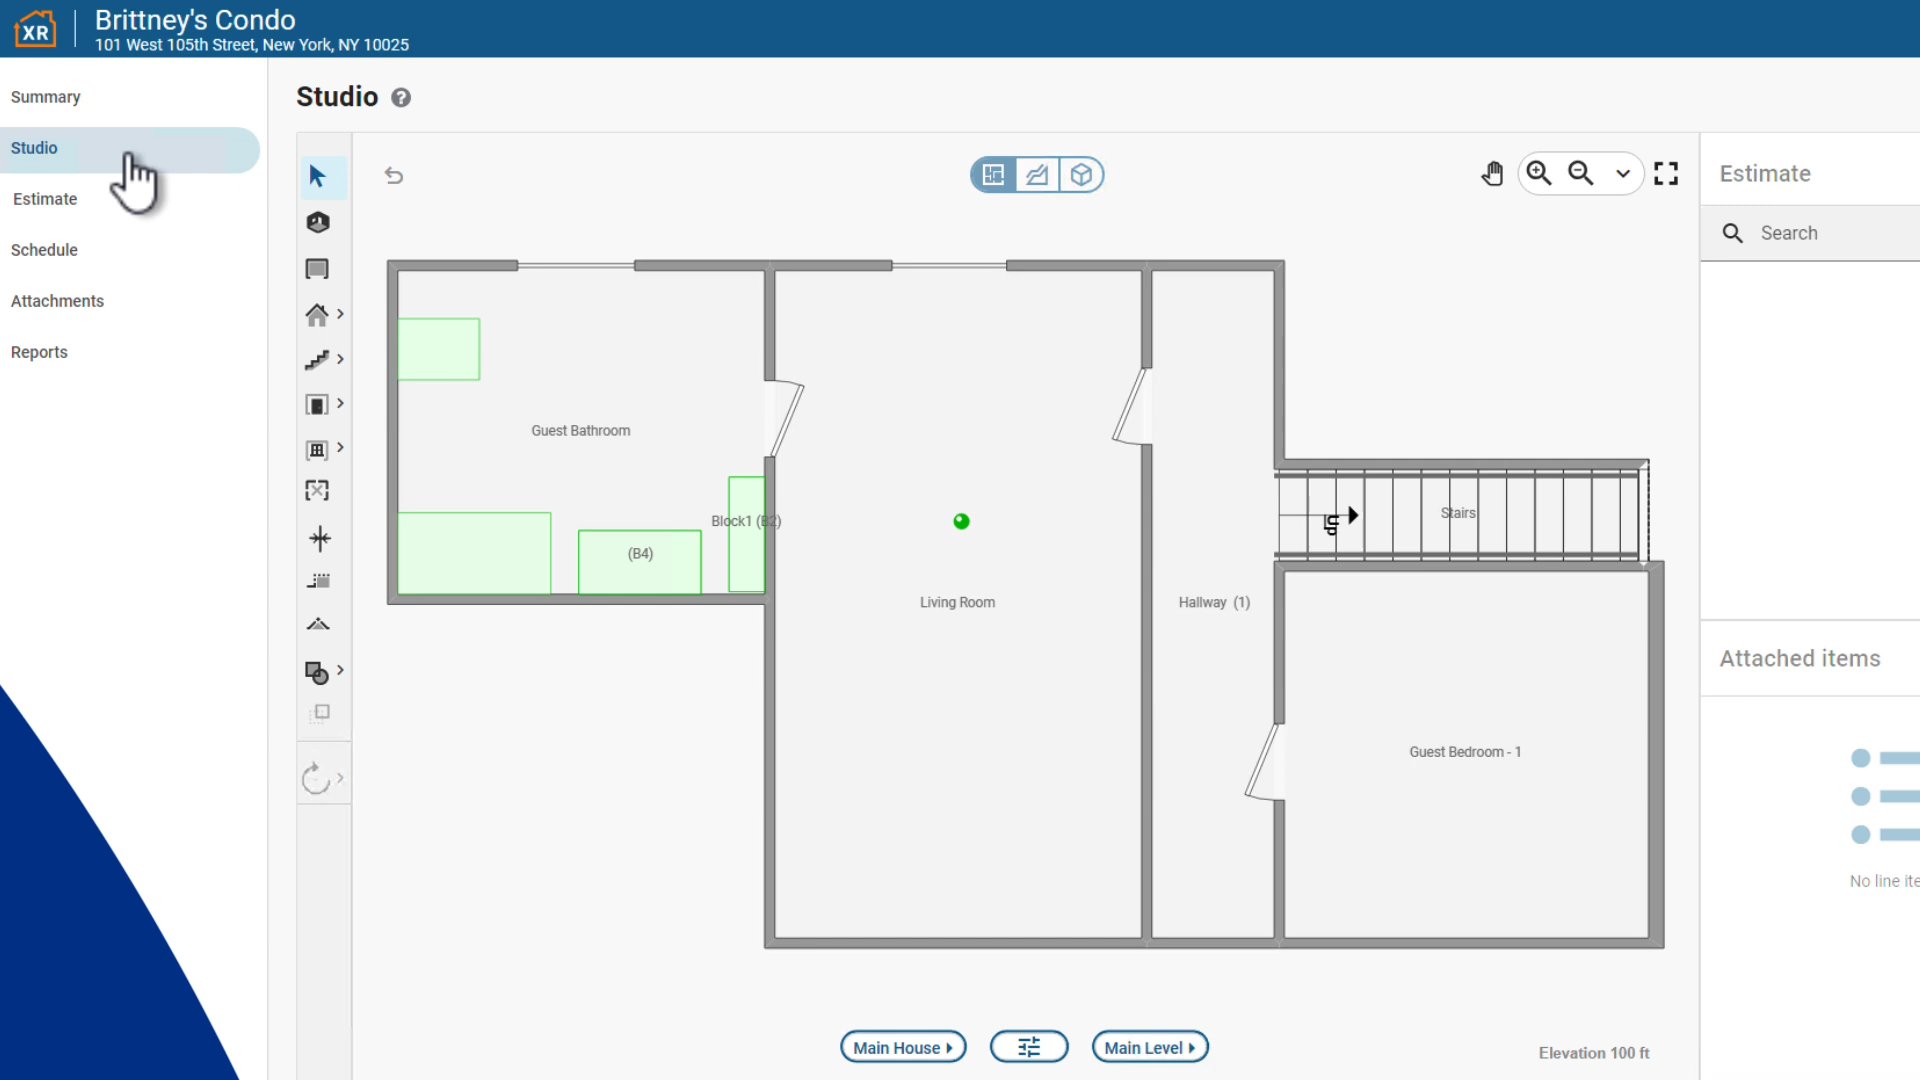 XR
Brittney's Condo
101 West 105th Street, New York, NY 10025
Summary
Studio
Estimate
Schedule
Attachments
Reports
Studio
Guest Bathroom
Block1 (B2)
(B4)
Living Room
Hallway (1)
UP
Stairs
Guest Bedroom - 1
Main House
Main Level
Elevation 100 ft
Estimate
Search
Attached items
No line ite